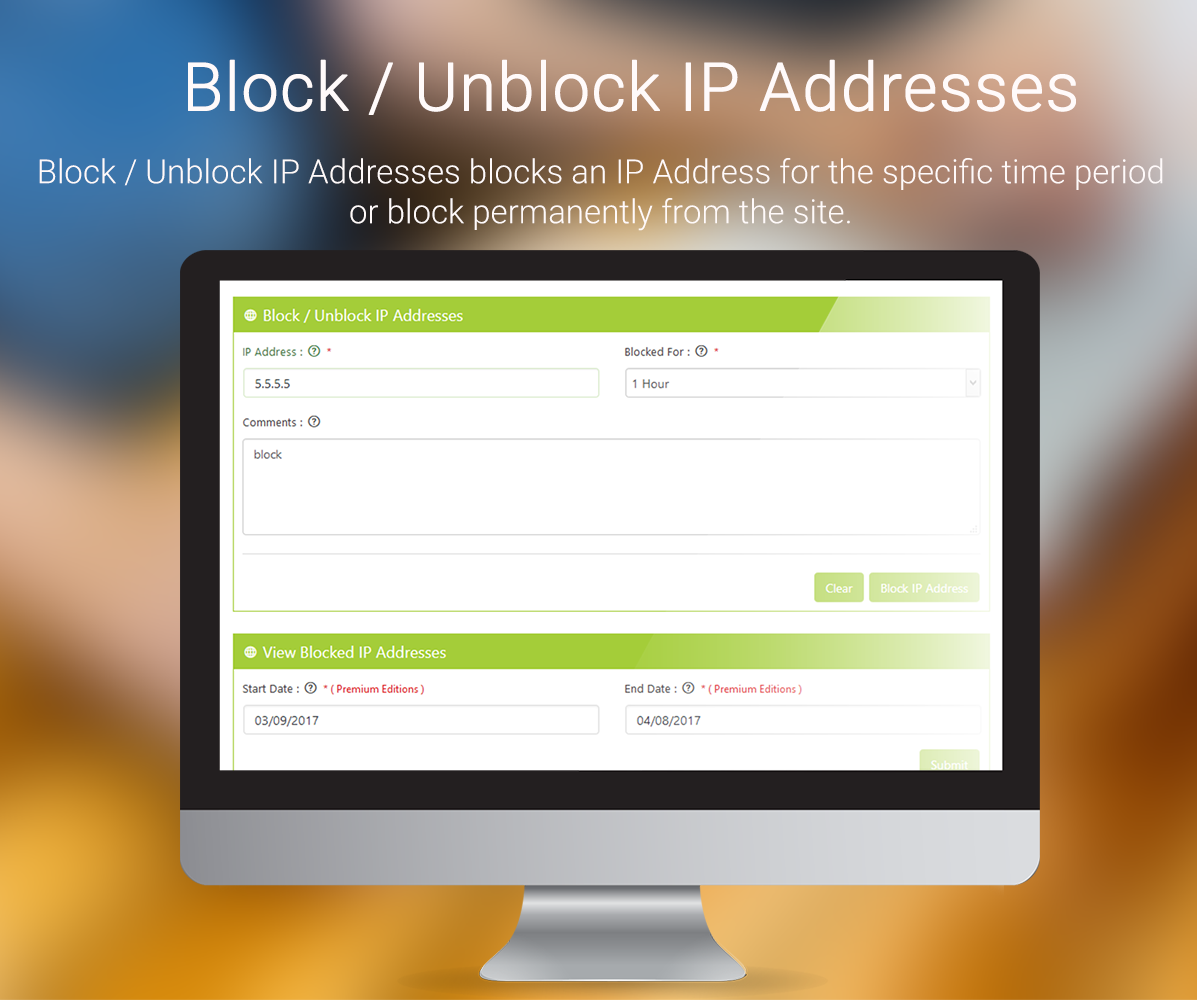 Block / Unblock IP Addresses
Block / Unblock IP Addresses blocks an IP Address for the specific time period
or block permanently from the site.
Block / Unblock IP Addresses
IP Address : ? *
Blocked For : ? *
5.5.5.5
1 Hour
Comments : ?
block
Clear
Block IP Address
View Blocked IP Addresses
Start Date : ? * ( Premium Editions )
End Date : ? * ( Premium Editions )
03/09/2017
04/08/2017
Submit